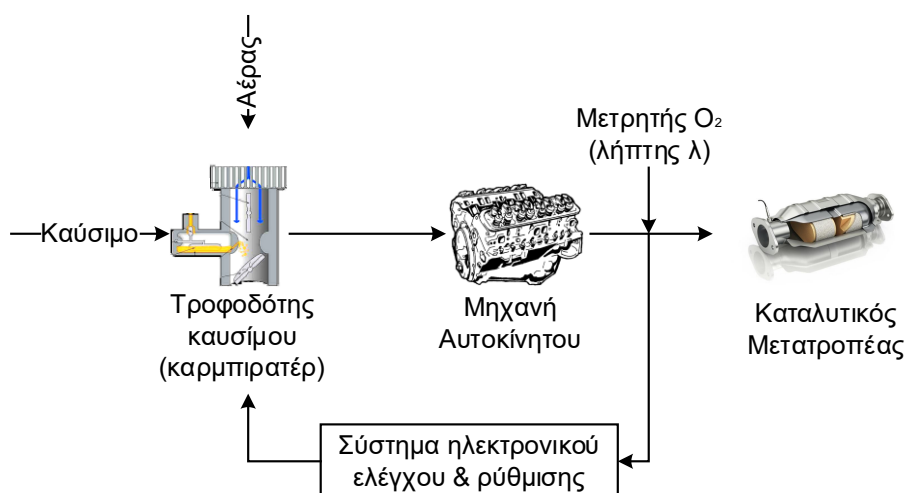 Αέρας
Μετρητής O₂
(λήπτης λ)
Καύσιμο
Τροφοδότης
καυσίμου
(καρμπιρατέρ)
Μηχανή
Αυτοκίνητου
Καταλυτικός
Μετατροπέας
Σύστημα ηλεκτρονικού
ελέγχου & ρύθμισης